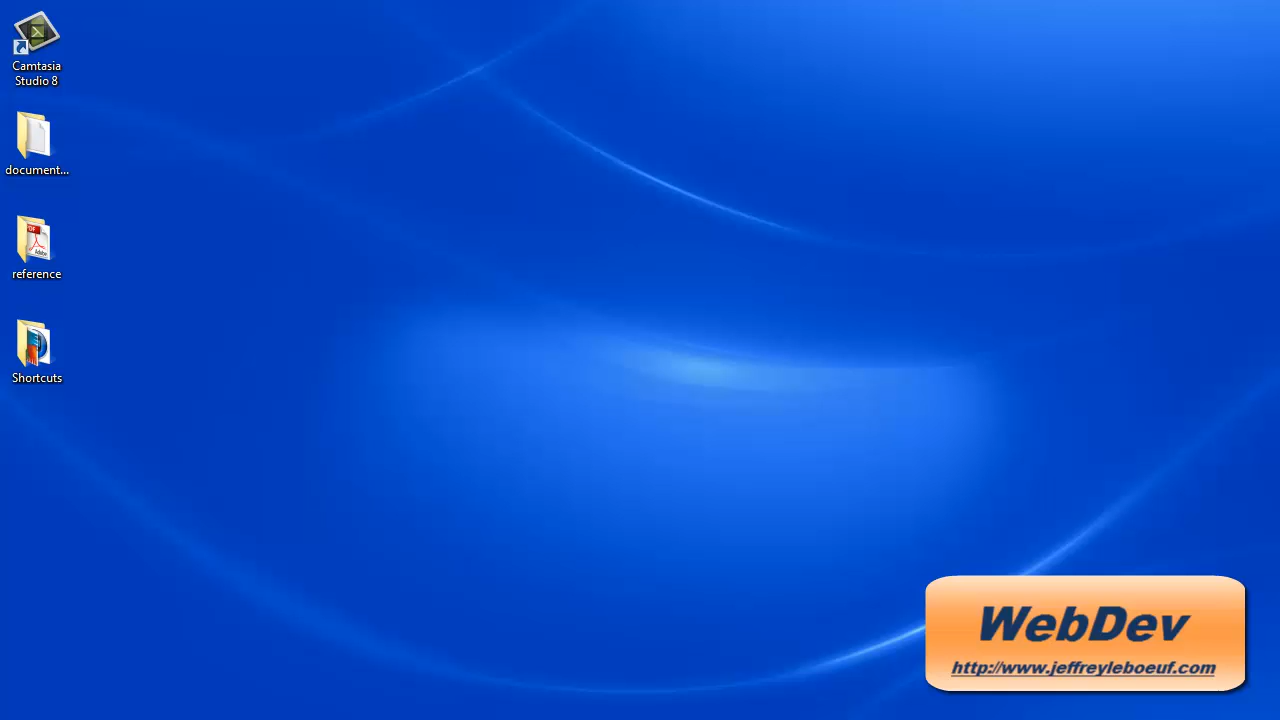 Camtasia
Studio 8
document...
reference
Shortcuts
WebDev
http://www.jeffreyleboeuf.com